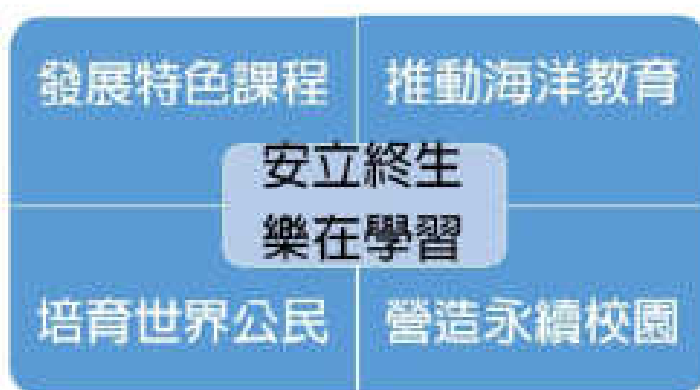 發展特色課程
推動海洋教育
安立終生
樂在學習
培育世界公民
營造永續校園